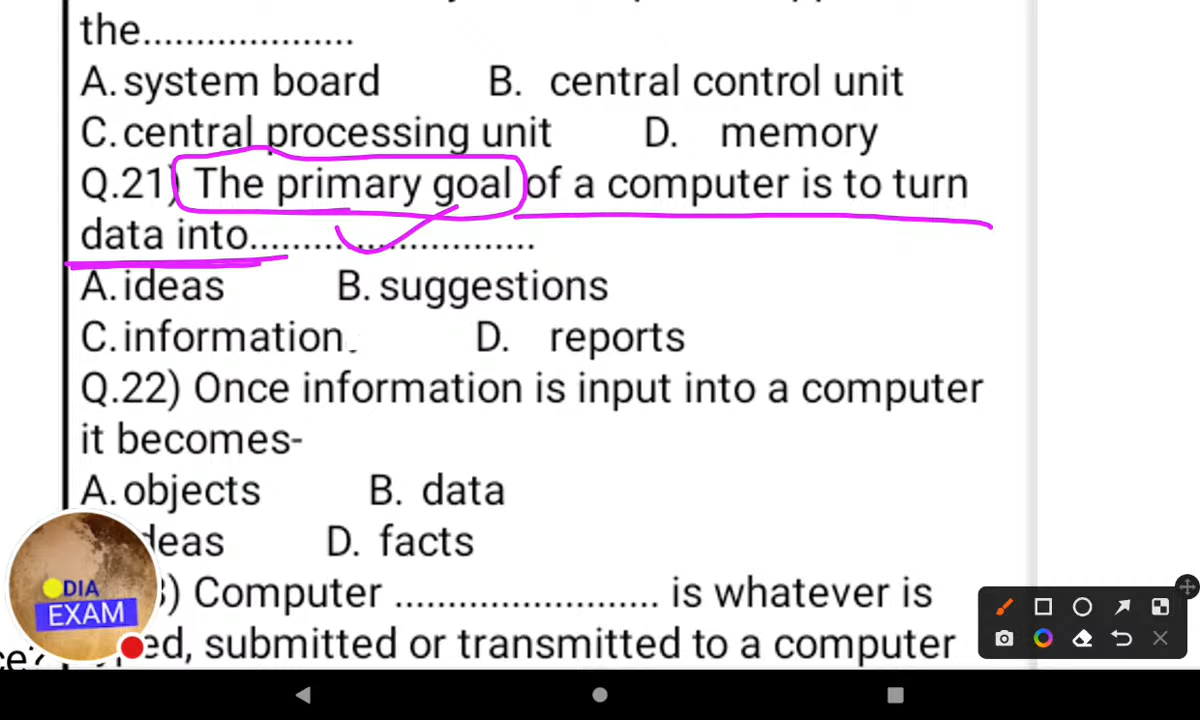 the....................
A. system board B. central control unit
C. central processing unit D. memory
Q.21) The primary goal of a computer is to turn
data into...........................
A. ideas B. suggestions
C. information. D. reports
Q.22) Once information is input into a computer
it becomes-
A. objects B. data
deas D. facts
) Computer ......................... is whatever is
ed, submitted or transmitted to a computer
ODIA
EXAM
ce?